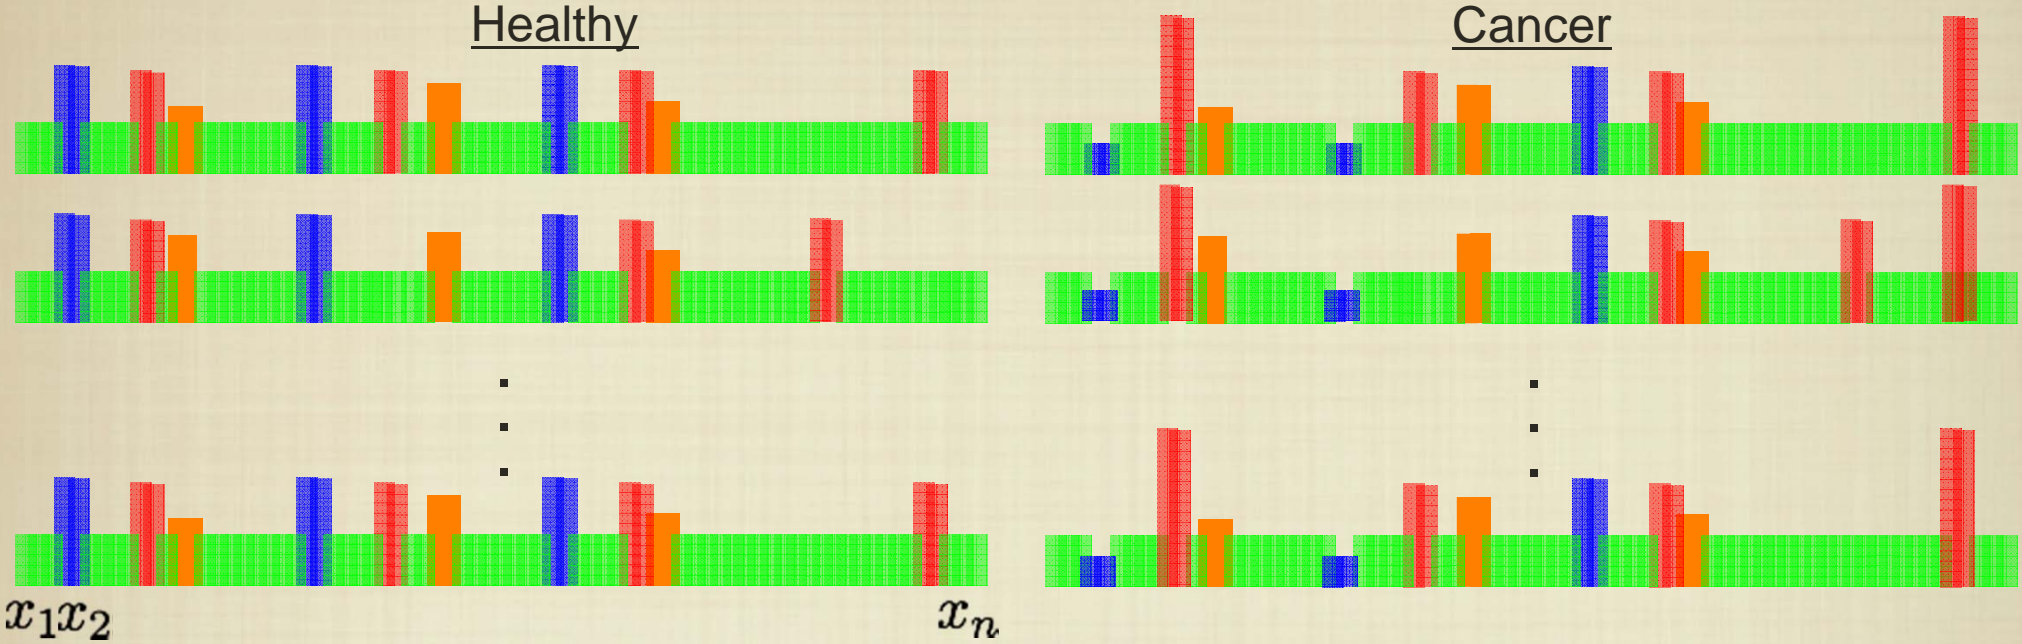 Healthy
Cancer
x₁x₂
xₙ